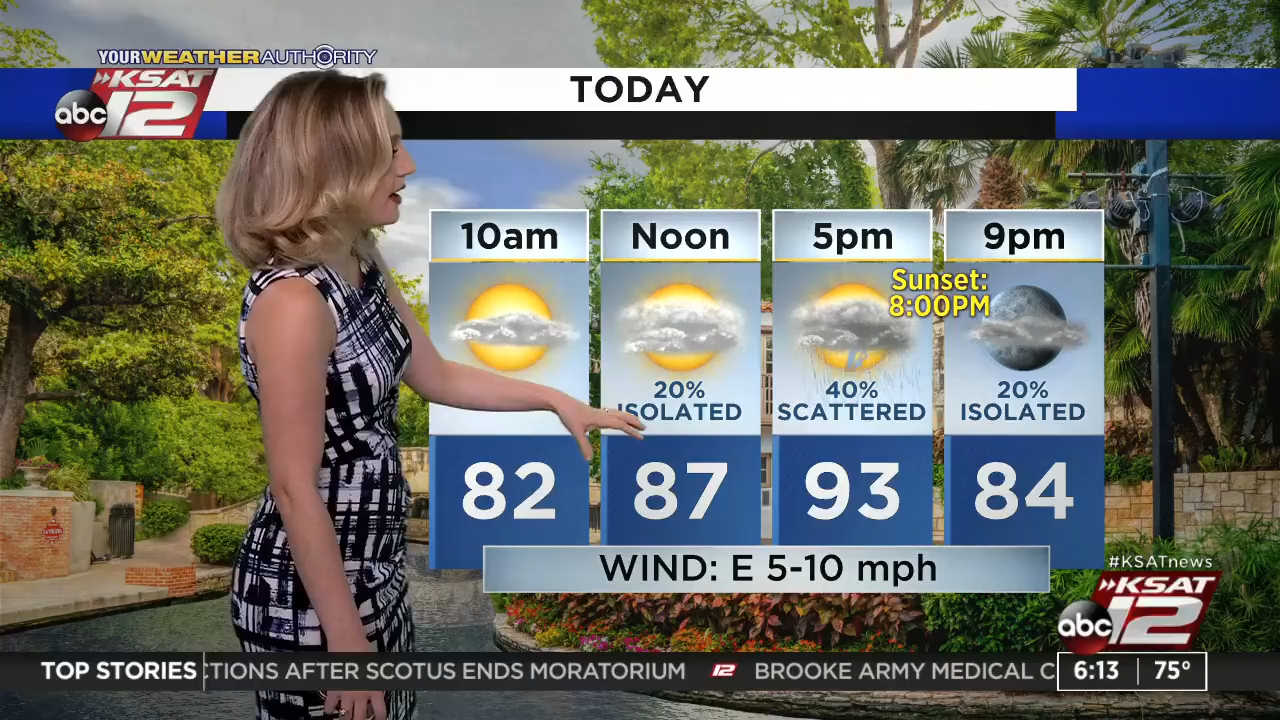 YOURWEATHERAUTHORITY
KSAT
abc 12
TODAY
10am
Noon
5pm
9pm
Sunset:
8:00PM
20%
ISOLATED
40%
SCATTERED
20%
ISOLATED
82
87
93
84
WIND: E 5-10 mph
#KSATnews
KSAT
abc 12
TOP STORIES
CTIONS AFTER SCOTUS ENDS MORATORIUM 12 BROOKE ARMY MEDICAL C
6:13 75°